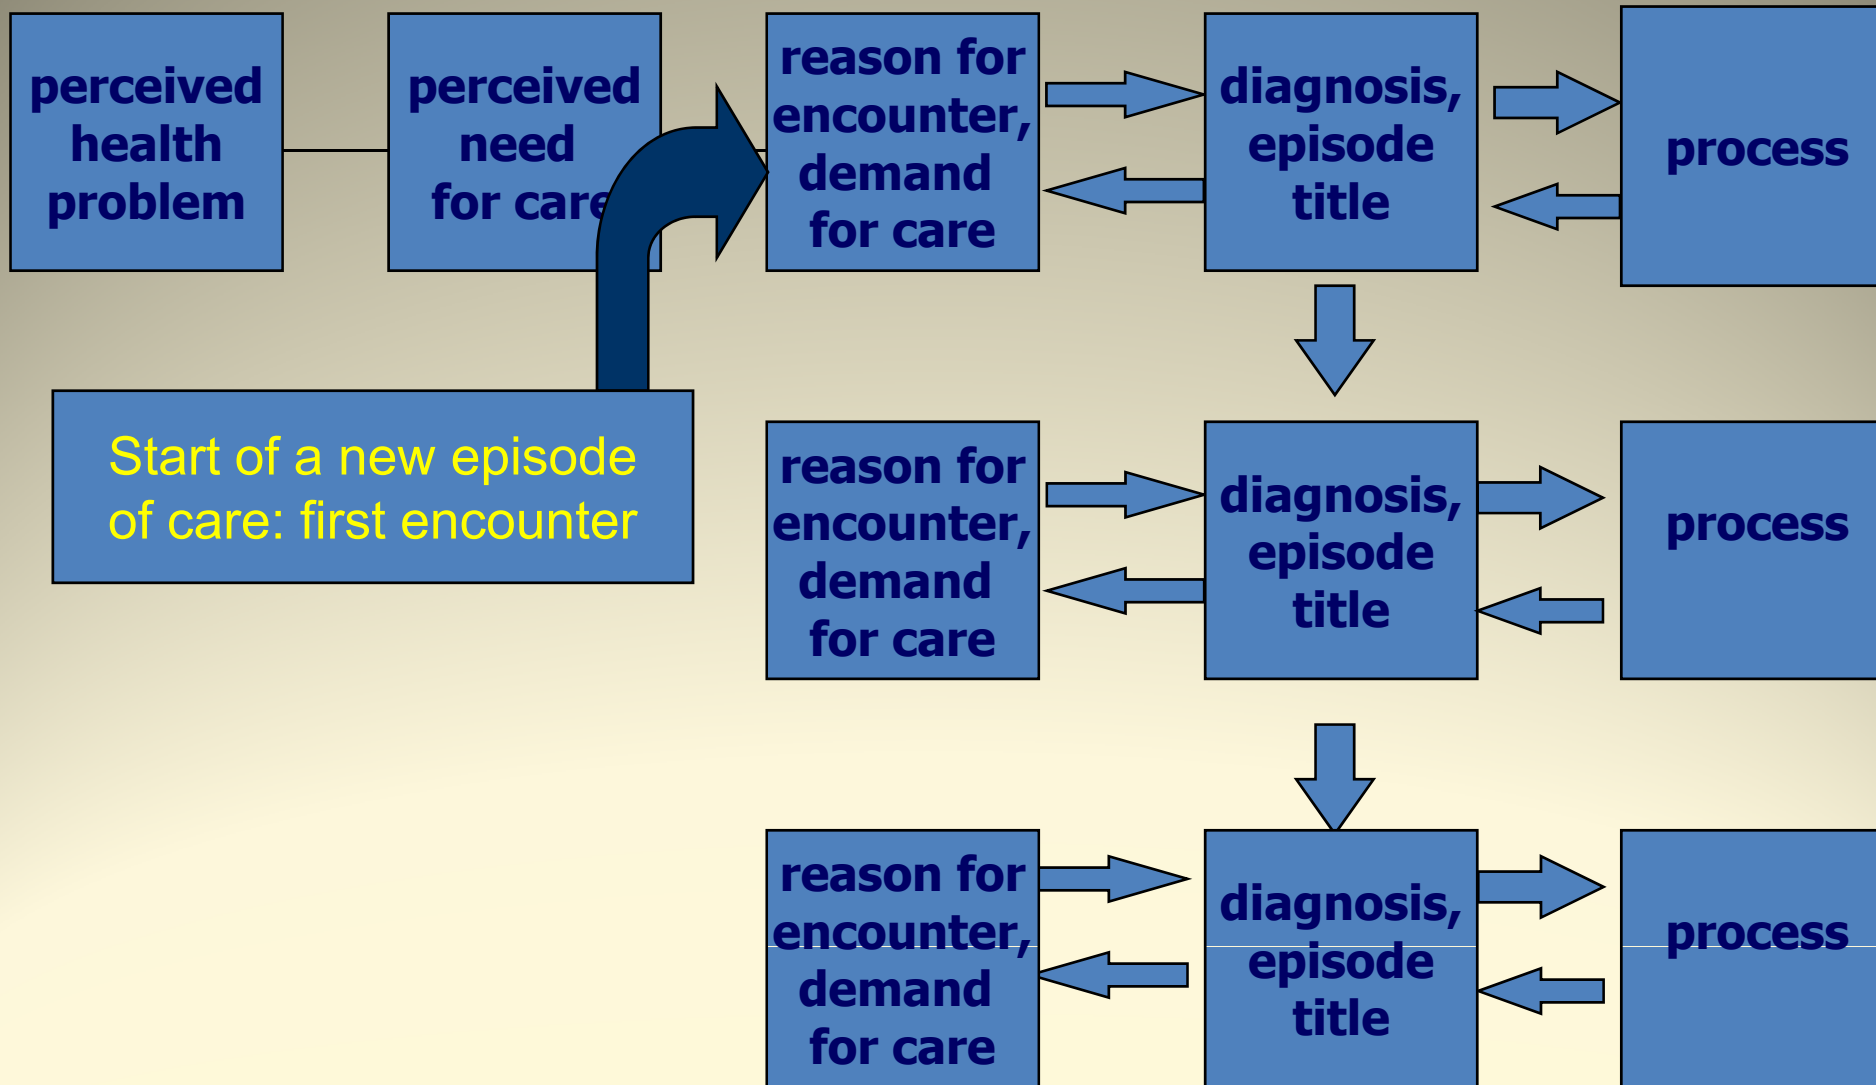 perceived
health
problem
perceived
need
for care
reason for
encounter,
demand
for care
diagnosis,
episode
title
process
Start of a new episode
of care: first encounter
reason for
encounter,
demand
for care
diagnosis,
episode
title
process
reason for
encounter,
demand
for care
diagnosis,
episode
title
process